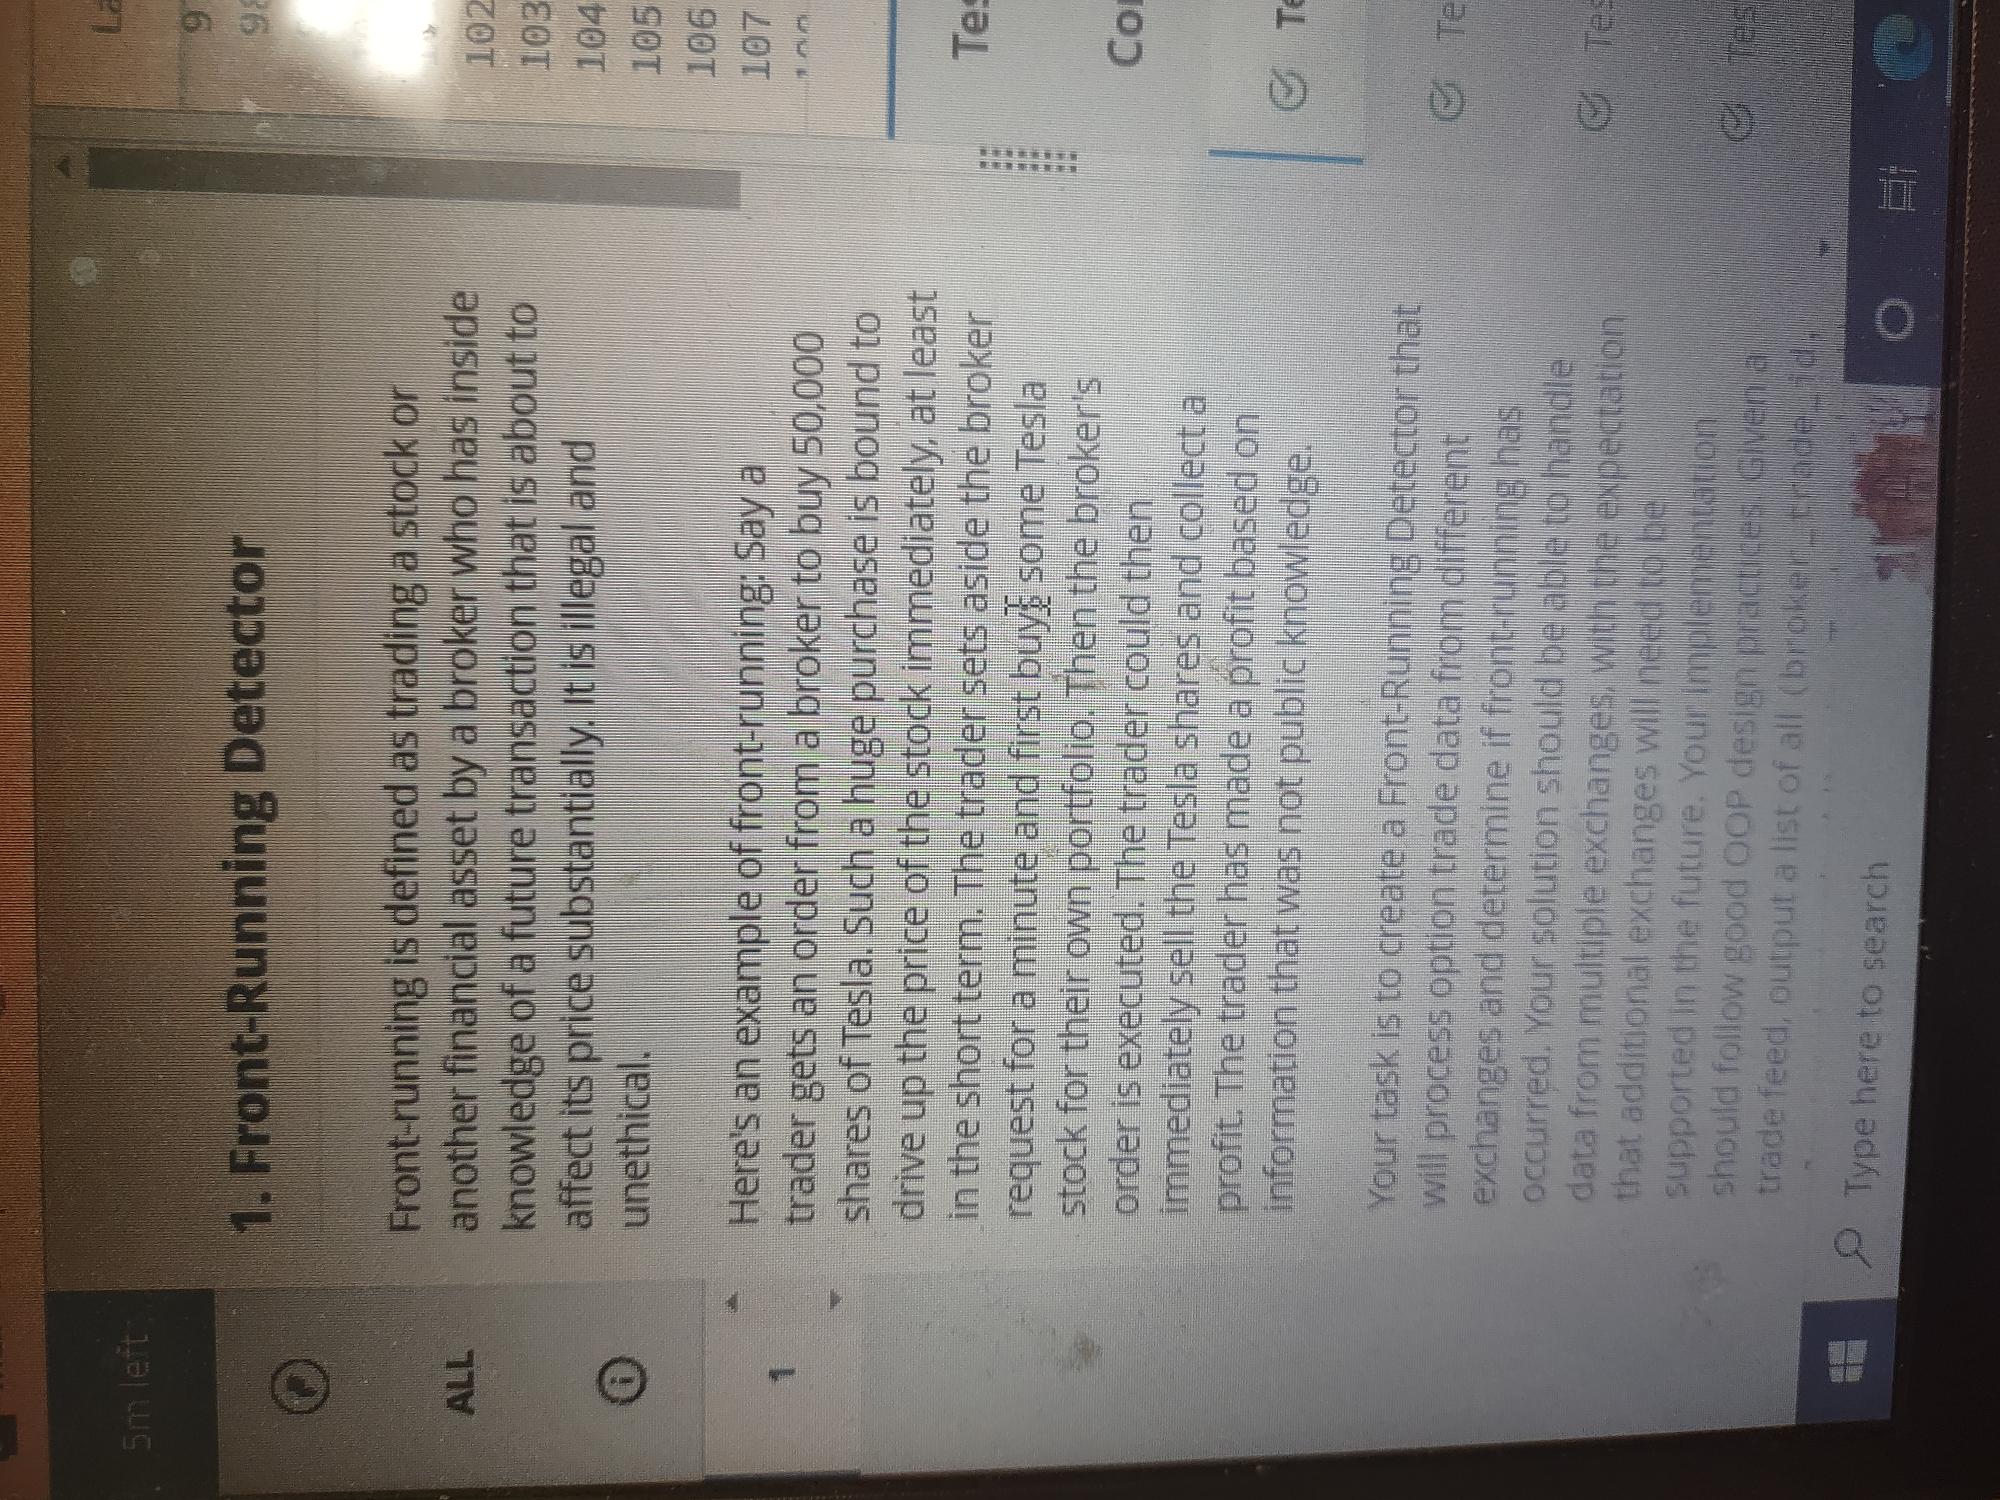 5m left
1. Front-Running Detector
Front-running is defined as trading a stock or
another financial asset by a broker who has inside
knowledge of a future transaction that is about to
affect its price substantially. It is illegal and
unethical.
ALL
Here's an example of front-running: Say a
trader gets an order from a broker to buy 50,000
shares of Tesla. Such a huge purchase is bound to
drive up the price of the stock immediately, at least
in the short term. The trader sets aside the broker
request for a minute and first buys some Tesla
stock for their own portfolio. Then the broker's
order is executed. The trader could then
immediately sell the Tesla shares and collect a
profit. The trader has made a profit based on
information that was not public knowledge.
1
Your task is to create a Front-Running Detector that
will process option trade data from different
exchanges and determine if front-running has
occurred. Your solution should be able to handle
data from multiple exchanges, with the expectation
that additional exchanges will need to be
supported in the future. Your implementation
should follow good OOP design practices. Given a
trade feed, output a list of all (broker_trade_id,
102
103
104
105
106
107
Type here to search